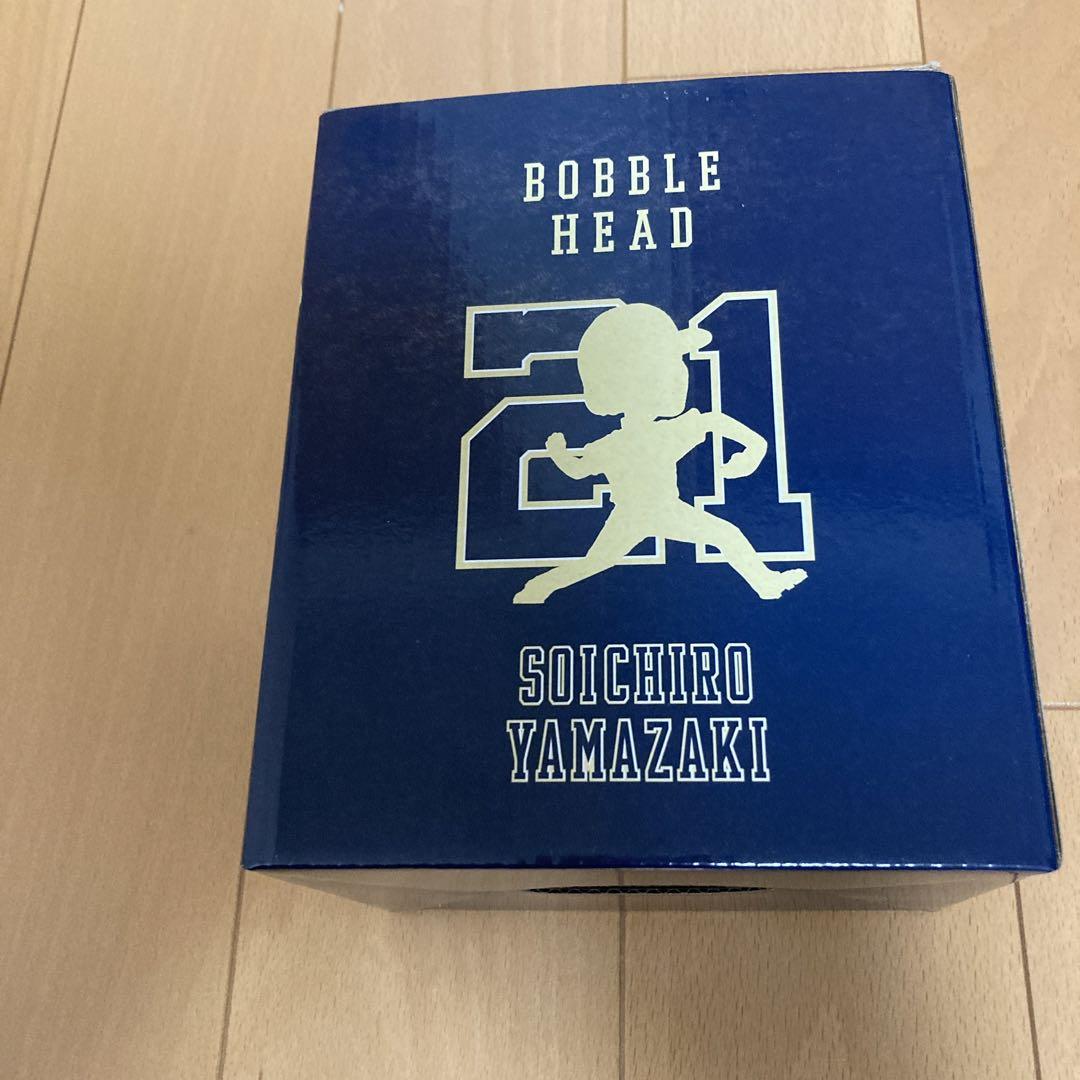 BOBBLE
HEAD
21
SOICHIRO
YAMAZAKI